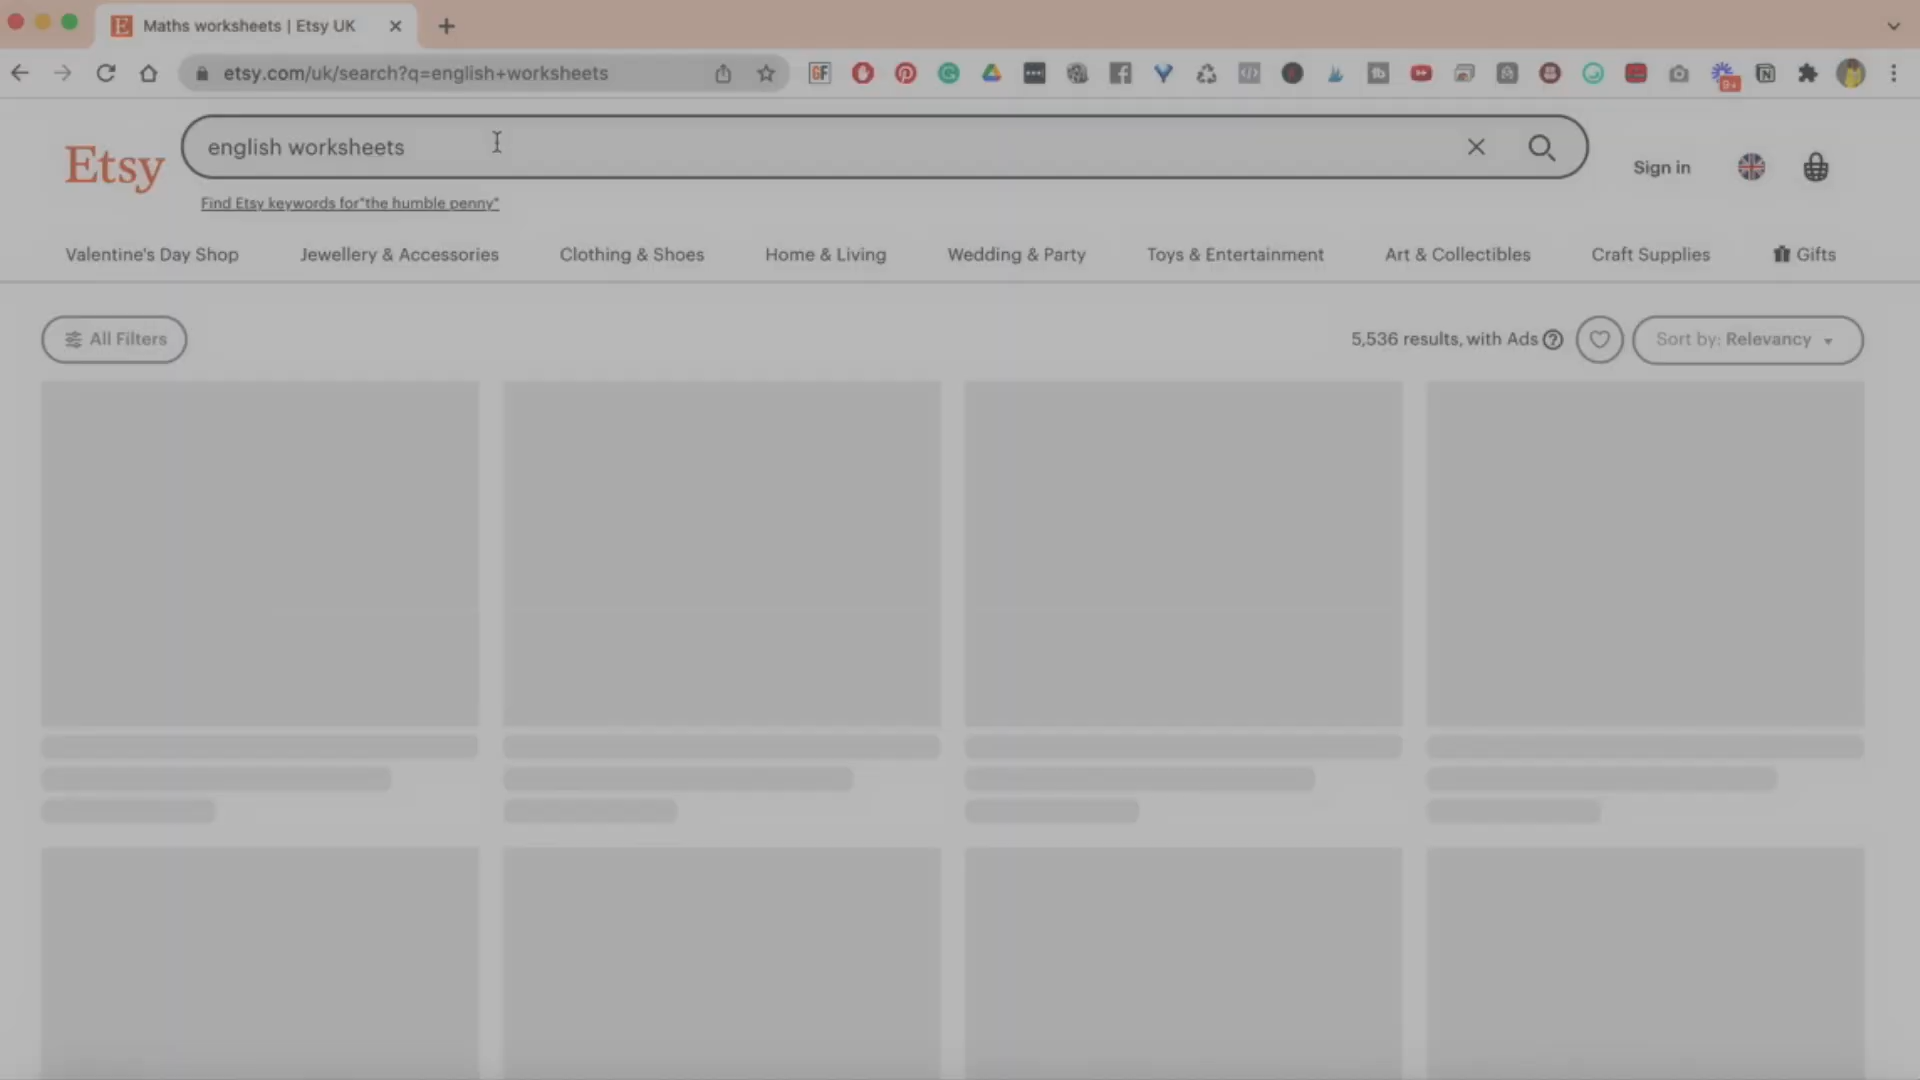 Maths worksheets | Etsy UK
etsy.com/uk/search?q=english+worksheets
GF
9+
Etsy
english worksheets
Sign in
Find Etsy keywords for"the humble penny"
Valentine's Day Shop
Jewellery & Accessories
Clothing & Shoes
Home & Living
Wedding & Party
Toys & Entertainment
Art & Collectibles
Craft Supplies
Gifts
All Filters
5,536 results, with Ads
Sort by: Relevancy